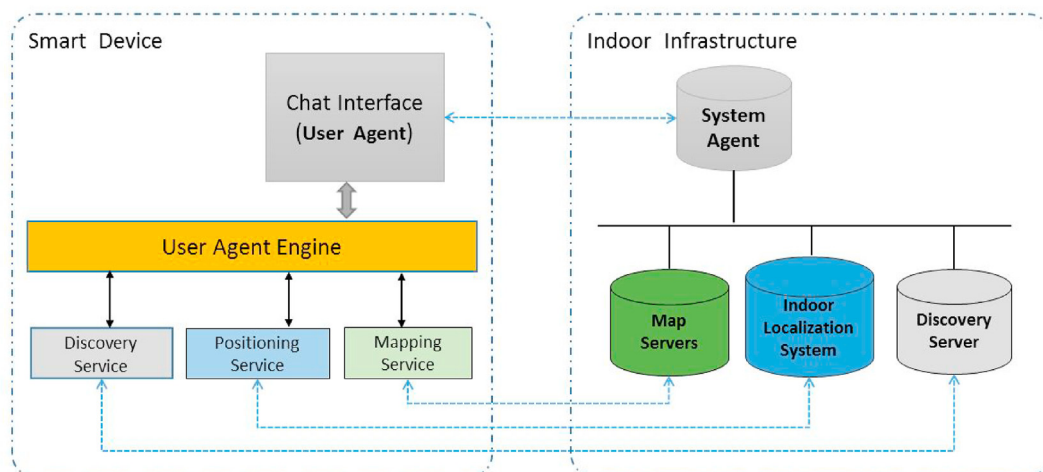 Smart Device
Indoor Infrastructure
Chat Interface
(User Agent)
System
Agent
User Agent Engine
Discovery
Service
Positioning
Service
Mapping
Service
Map
Servers
Indoor
Localization
System
Discovery
Server